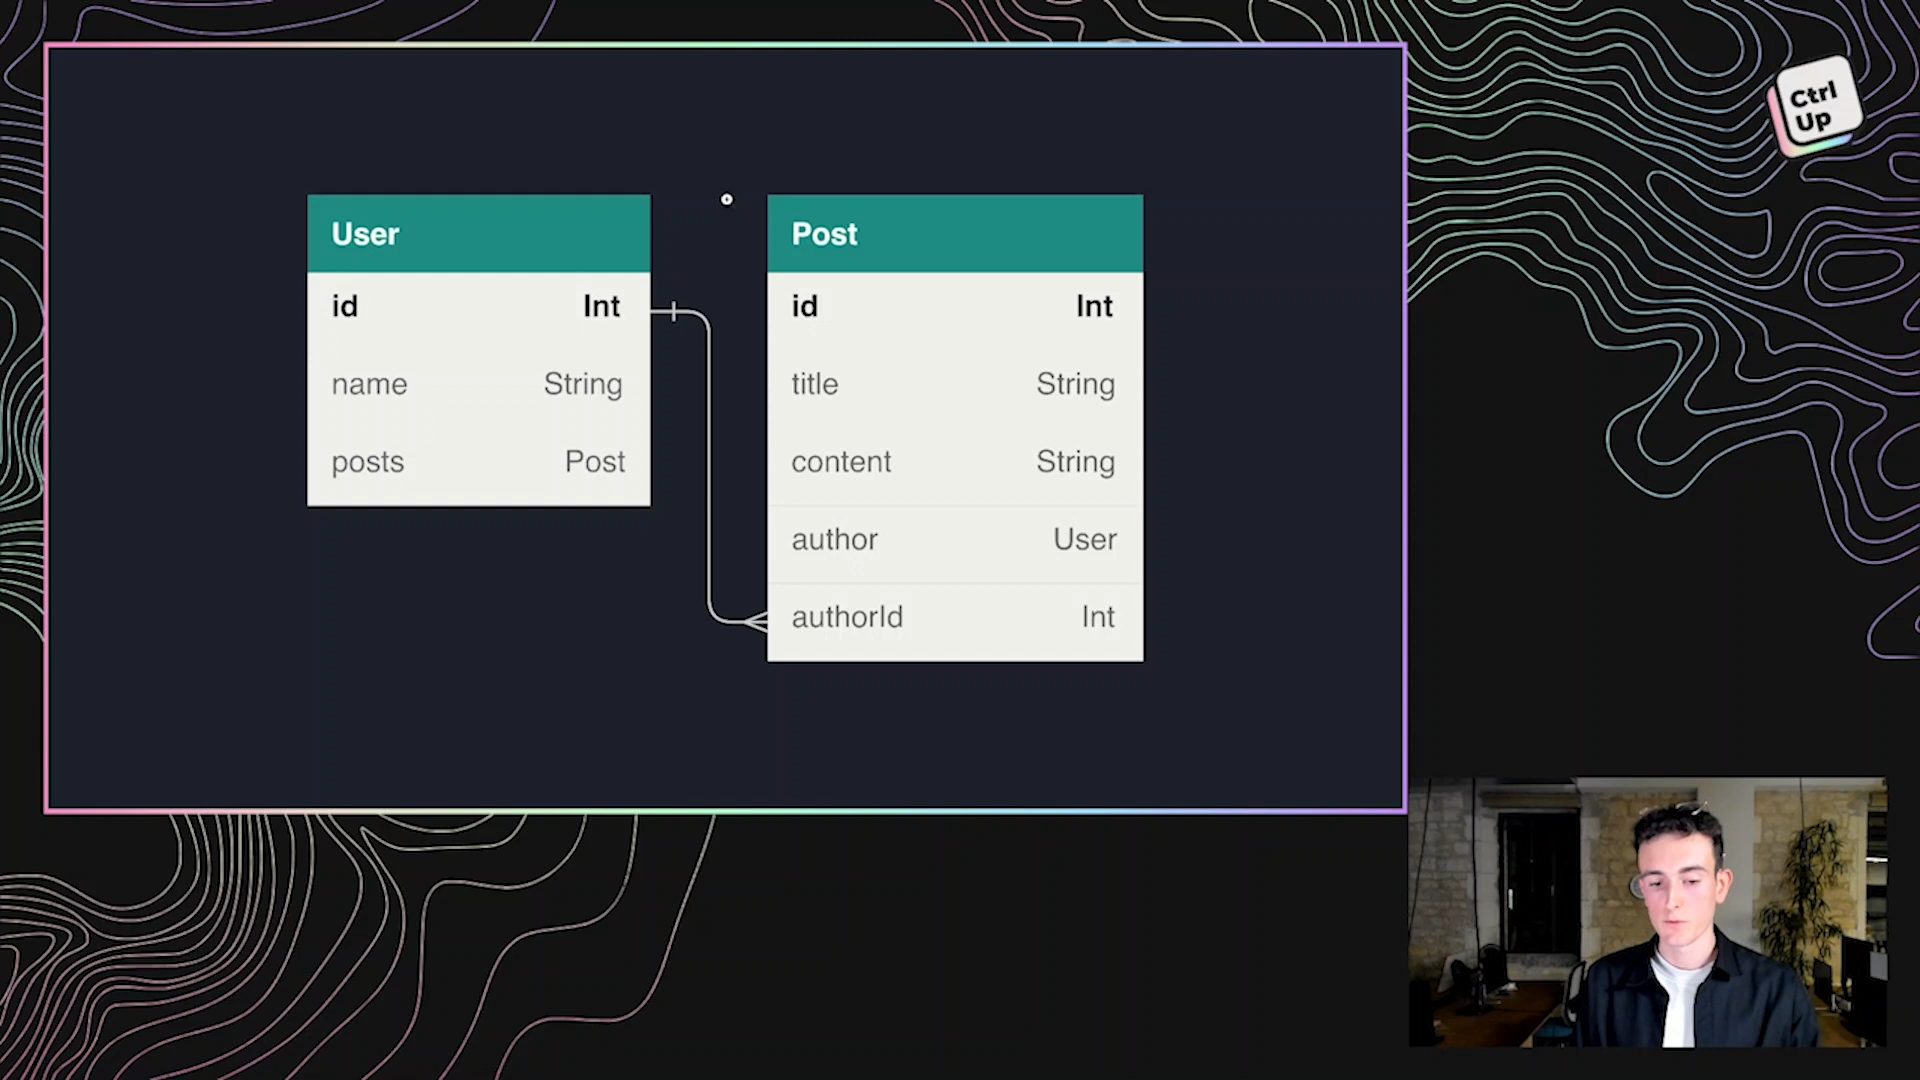 Ctrl
Up
User
id Int
name String
posts Post
Post
id Int
title String
content String
author User
authorId Int